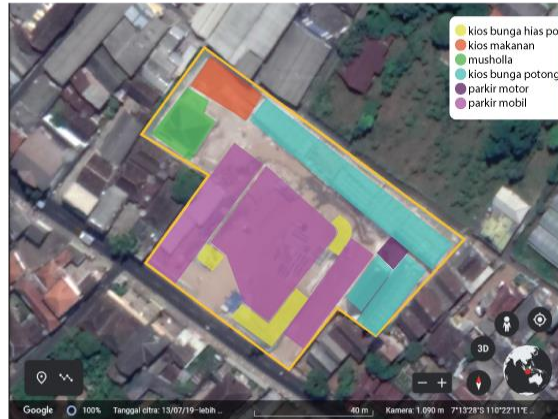 kios bunga hias po
kios makanan
musholla
kios bunga potong
parkir motor
parkir mobil
3D
Google 100% Tanggal citra: 13/07/19–lebih ... 40 m Kamera: 1.090 m 7°13'28"S 110°22'11"E ...